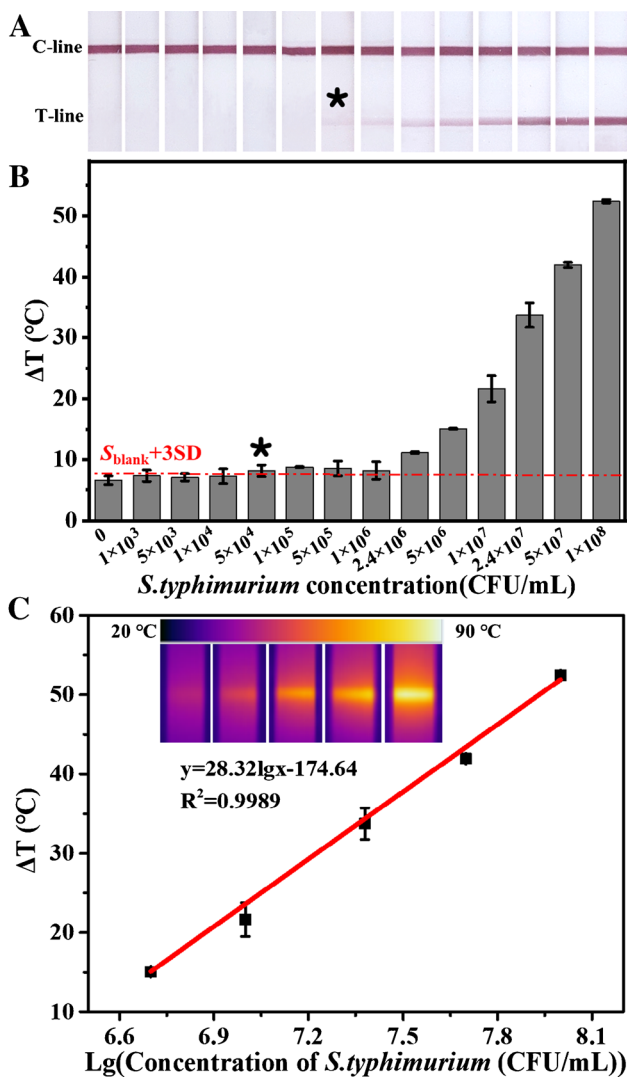 A
C-line
T-line
*
B
ΔT (℃)
50
40
30
20
10
0
S_blank+3SD
*
0
1×10³
5×10³
1×10⁴
5×10⁴
1×10⁵
5×10⁵
1×10⁶
2.4×10⁶
5×10⁶
1×10⁷
2.4×10⁷
5×10⁷
1×10⁸
S.typhimurium concentration(CFU/mL)
C
ΔT (℃)
60
50
40
30
20
10
20 ℃ 90 ℃
y=28.32lgx-174.64
R²=0.9989
6.6 6.9 7.2 7.5 7.8 8.1
Lg(Concentration of S.typhimurium (CFU/mL))